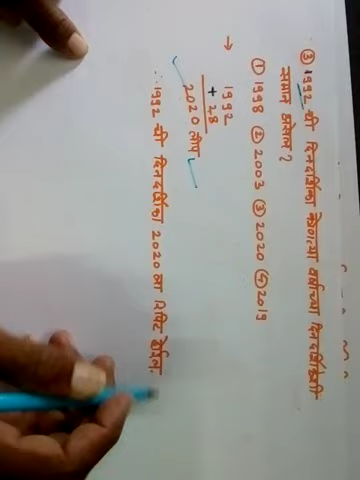 ③ 1992 ची दिनदर्शिका कोणत्या वर्षाच्या दिनदर्शिकेशी
समान असेल ?
① 1998 ② 2003 ③ 2020 ④ 2019
→ 1992
+ 28
2020 लीप
1992 ची दिनदर्शिका 2020 ला रिपिट होईल.